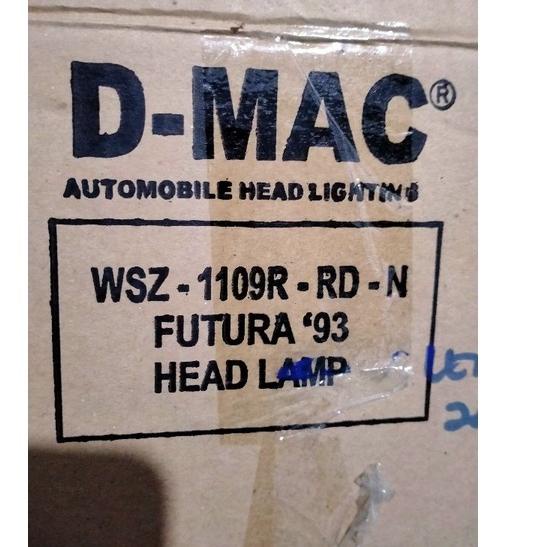 D-MAC®
AUTOMOBILE HEAD LIGHTING
WSZ - 1109R - RD - N
FUTURA ‘93
HEAD LAMP